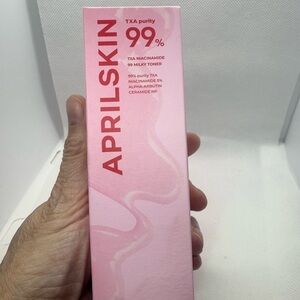 TXA purity
99%
TXA NIACINAMIDE
99 MILKY TONER
99% purity TXA
NIACINAMIDE 5%
ALPHA-ARBUTIN
CERAMIDE NP
APRILSKIN